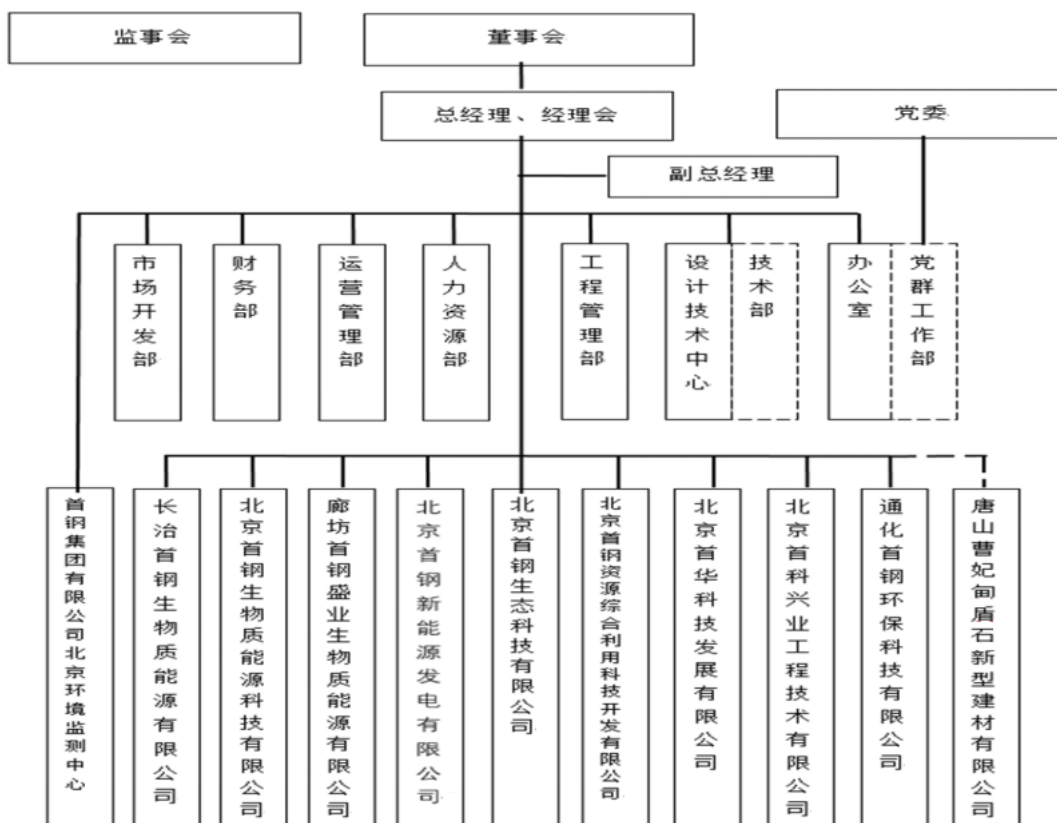 监事会
董事会
总经理、经理会
党委
副总经理
市场开发部
财务部
运营管理部
人力资源部
工程管理部
设计技术中心
技术部
办公室
党群工作部
首钢集团有限公司北京环境监测中心
长治首钢生物质能源有限公司
北京首钢生物质能源科技有限公司
廊坊首钢盛业生物质能源有限公司
北京首钢新能源发电有限公司
北京首钢生态科技有限公司
北京首钢资源综合利用科技开发有限公司
北京首华科技发展有限公司
北京首科兴业工程技术有限公司
通化首钢环保科技有限公司
唐山曹妃甸盾石新型建材有限公司